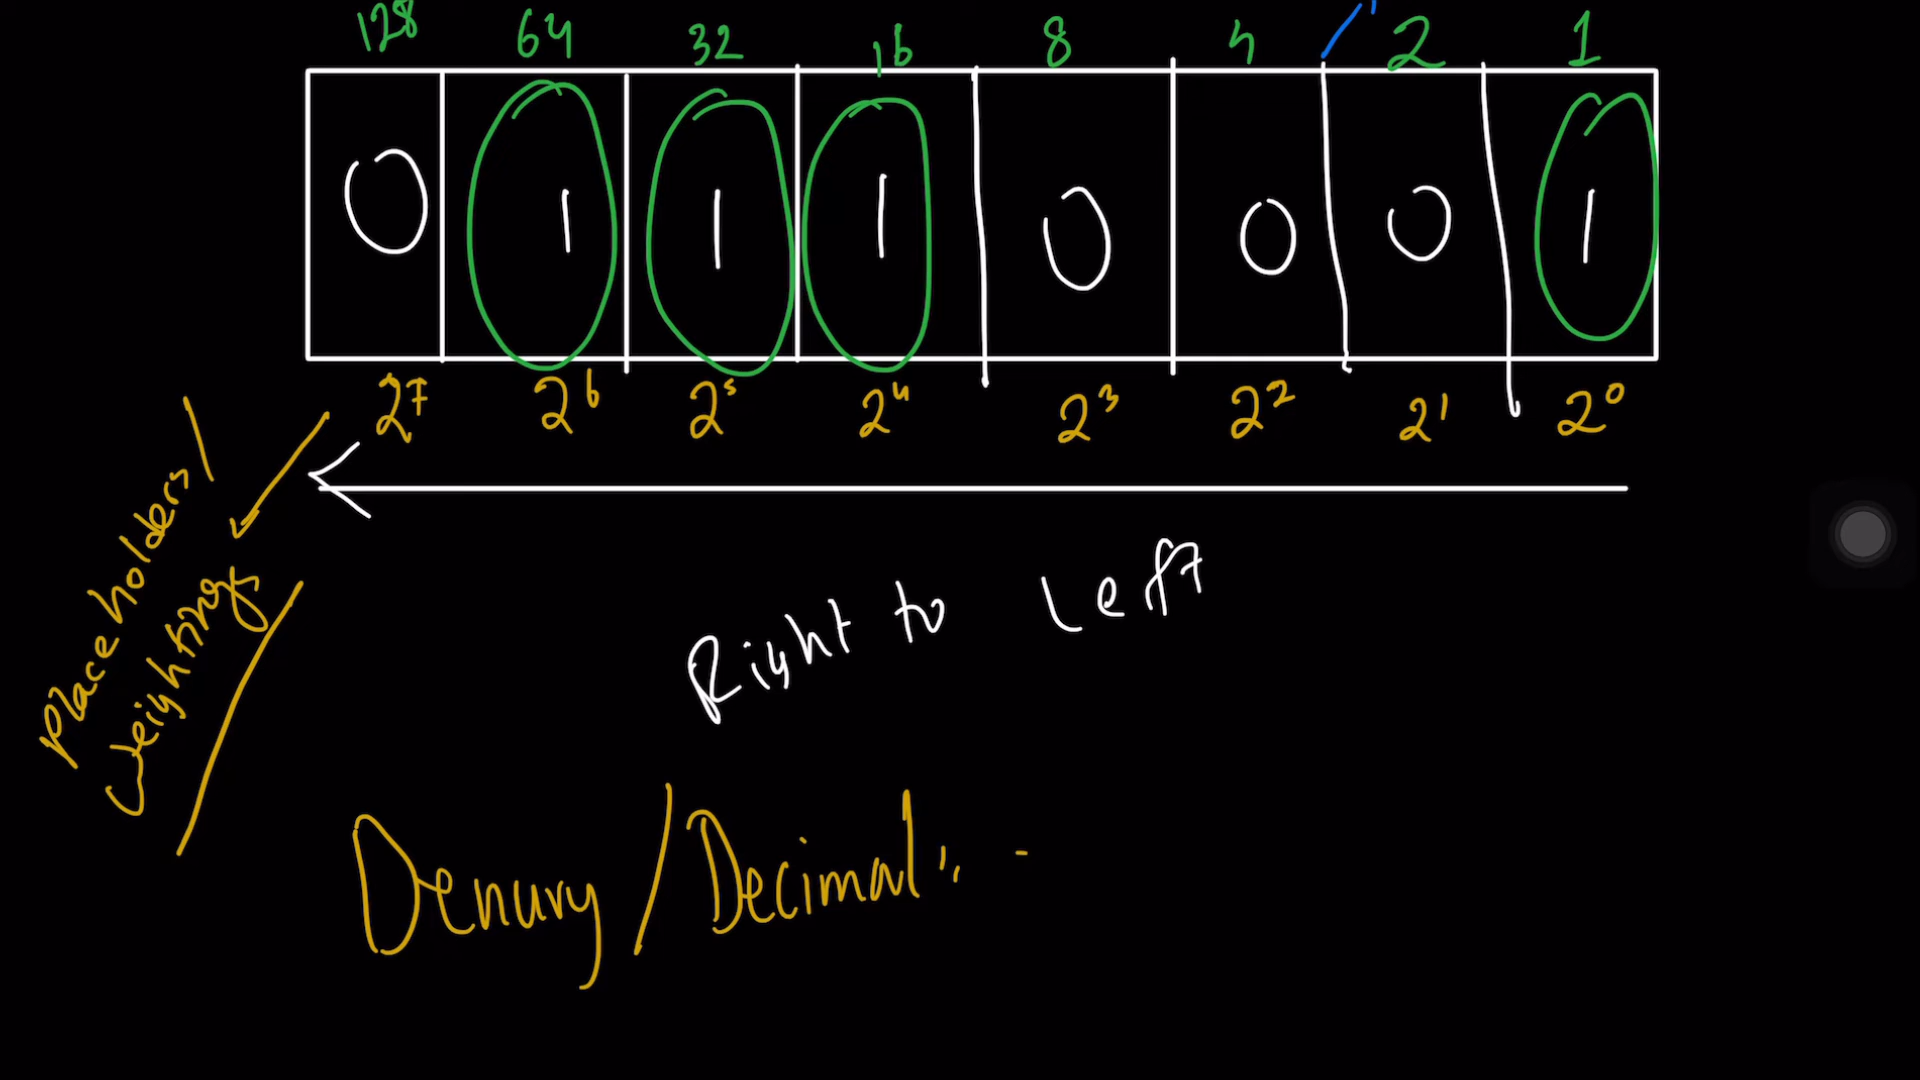 128 64 32 16 8 4 2 1
0 1 1 1 0 0 0 1
2⁷ 2⁶ 2⁵ 2⁴ 2³ 2² 2¹ 2⁰
Place holders/
weightings
Right to Left
Denary/Decimal: -